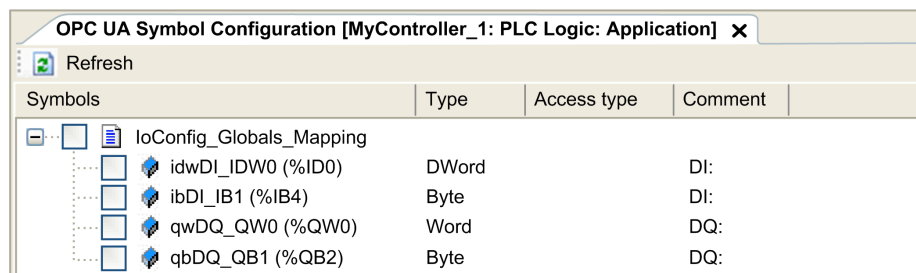 OPC UA Symbol Configuration [MyController_1: PLC Logic: Application]
Refresh
Symbols Type Access type Comment
IoConfig_Globals_Mapping
idwDI_IDW0 (%ID0) DWord DI:
ibDI_IB1 (%IB4) Byte DI:
qwDQ_QW0 (%QW0) Word DQ:
qbDQ_QB1 (%QB2) Byte DQ: